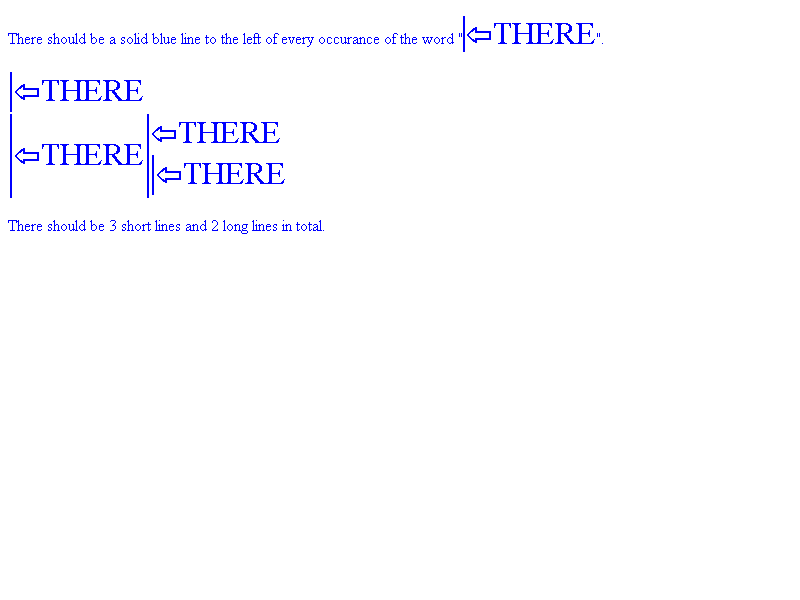 There should be a solid blue line to the left of every occurance of the word "⇦THERE".
⇦THERE
⇦THERE
⇦THERE
⇦THERE
There should be 3 short lines and 2 long lines in total.